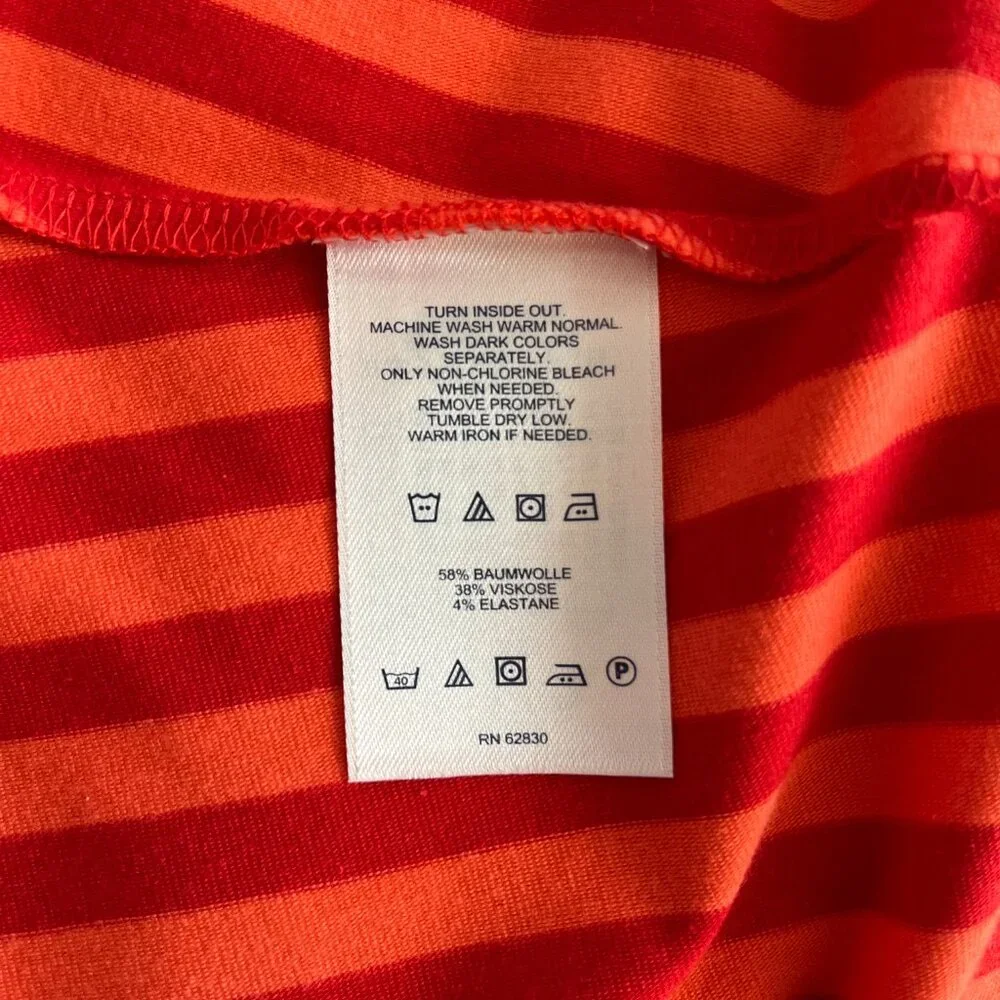 TURN INSIDE OUT.
MACHINE WASH WARM NORMAL.
WASH DARK COLORS
SEPARATELY.
ONLY NON-CHLORINE BLEACH
WHEN NEEDED.
REMOVE PROMPTLY
TUMBLE DRY LOW.
WARM IRON IF NEEDED.
58% BAUMWOLLE
38% VISKOSE
4% ELASTANE
40 P
RN 62830